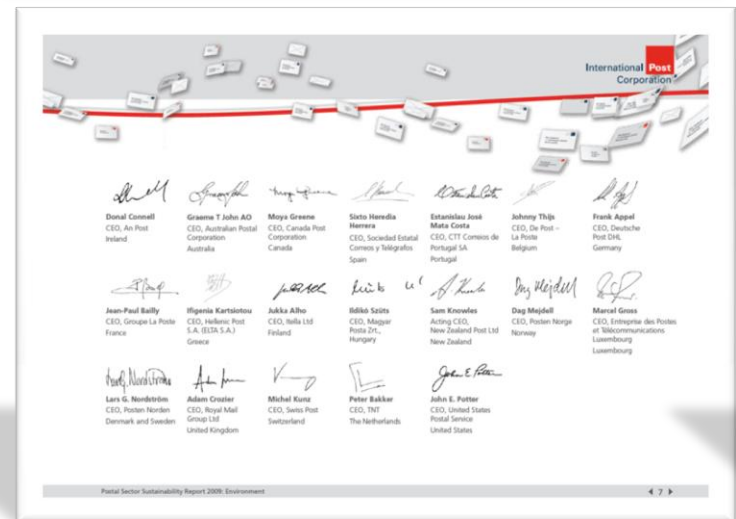 International Post
Corporation
Donal Connell
CEO, An Post
Ireland
Graeme T John AO
CEO, Australian Postal
Corporation
Australia
Moya Greene
CEO, Canada Post
Corporation
Canada
Sixto Heredia
Herrera
CEO, Sociedad Estatal
Correos y Telégrafos
Spain
Estanislau José
Mata Costa
CEO, CTT Correios de
Portugal SA
Portugal
Johnny Thijs
CEO, De Post –
La Poste
Belgium
Frank Appel
CEO, Deutsche
Post DHL
Germany
Jean-Paul Bailly
CEO, Groupe La Poste
France
Ifigenia Kartsiotou
CEO, Hellenic Post
S.A. (ELTA S.A.)
Greece
Jukka Alho
CEO, Itella Ltd
Finland
Ildikó Szüts
CEO, Magyar
Posta Zrt.,
Hungary
Sam Knowles
Acting CEO,
New Zealand Post Ltd
New Zealand
Dag Mejdell
CEO, Posten Norge
Norway
Marcel Gross
CEO, Entreprise des Postes
et Télécommunications
Luxembourg
Luxembourg
Lars G. Nordström
CEO, Posten Norden
Denmark and Sweden
Adam Crozier
CEO, Royal Mail
Group Ltd
United Kingdom
Michel Kunz
CEO, Swiss Post
Switzerland
Peter Bakker
CEO, TNT
The Netherlands
John E. Potter
John E. Potter
CEO, United States
Postal Service
United States
Postal Sector Sustainability Report 2009: Environment
7